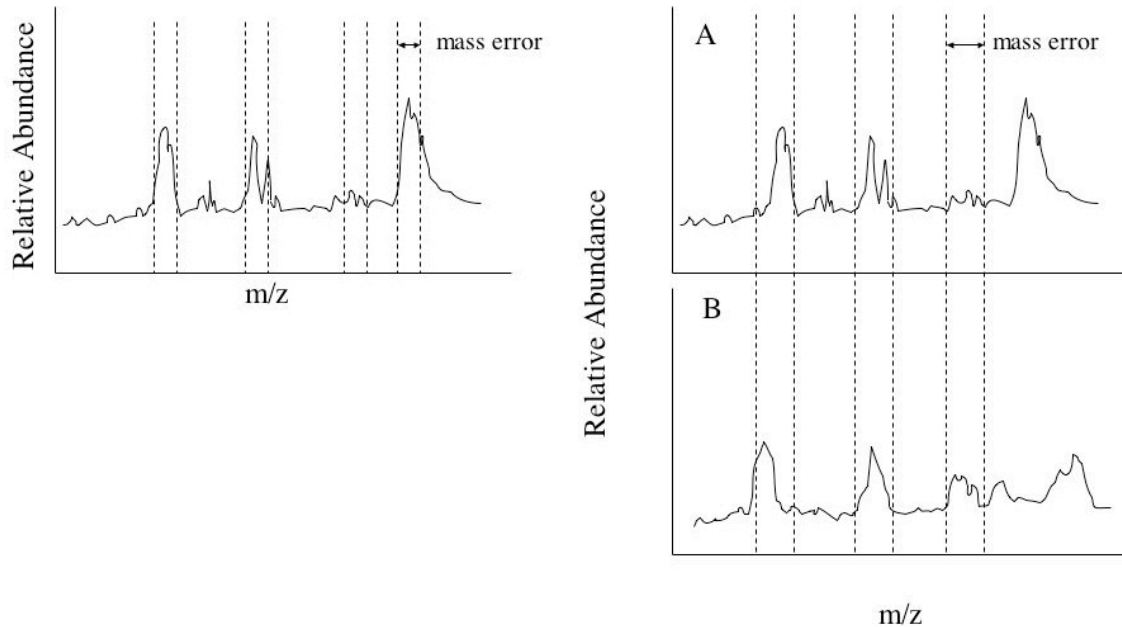 Relative Abundance
mass error
m/z
A
mass error
Relative Abundance
B
m/z